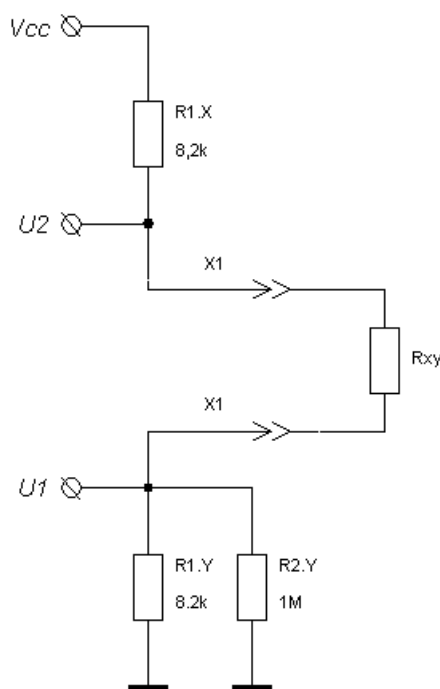 Vcc
R1.X
8,2k
U2
X1
Rxy
X1
U1
R1.Y
8.2k
R2.Y
1M